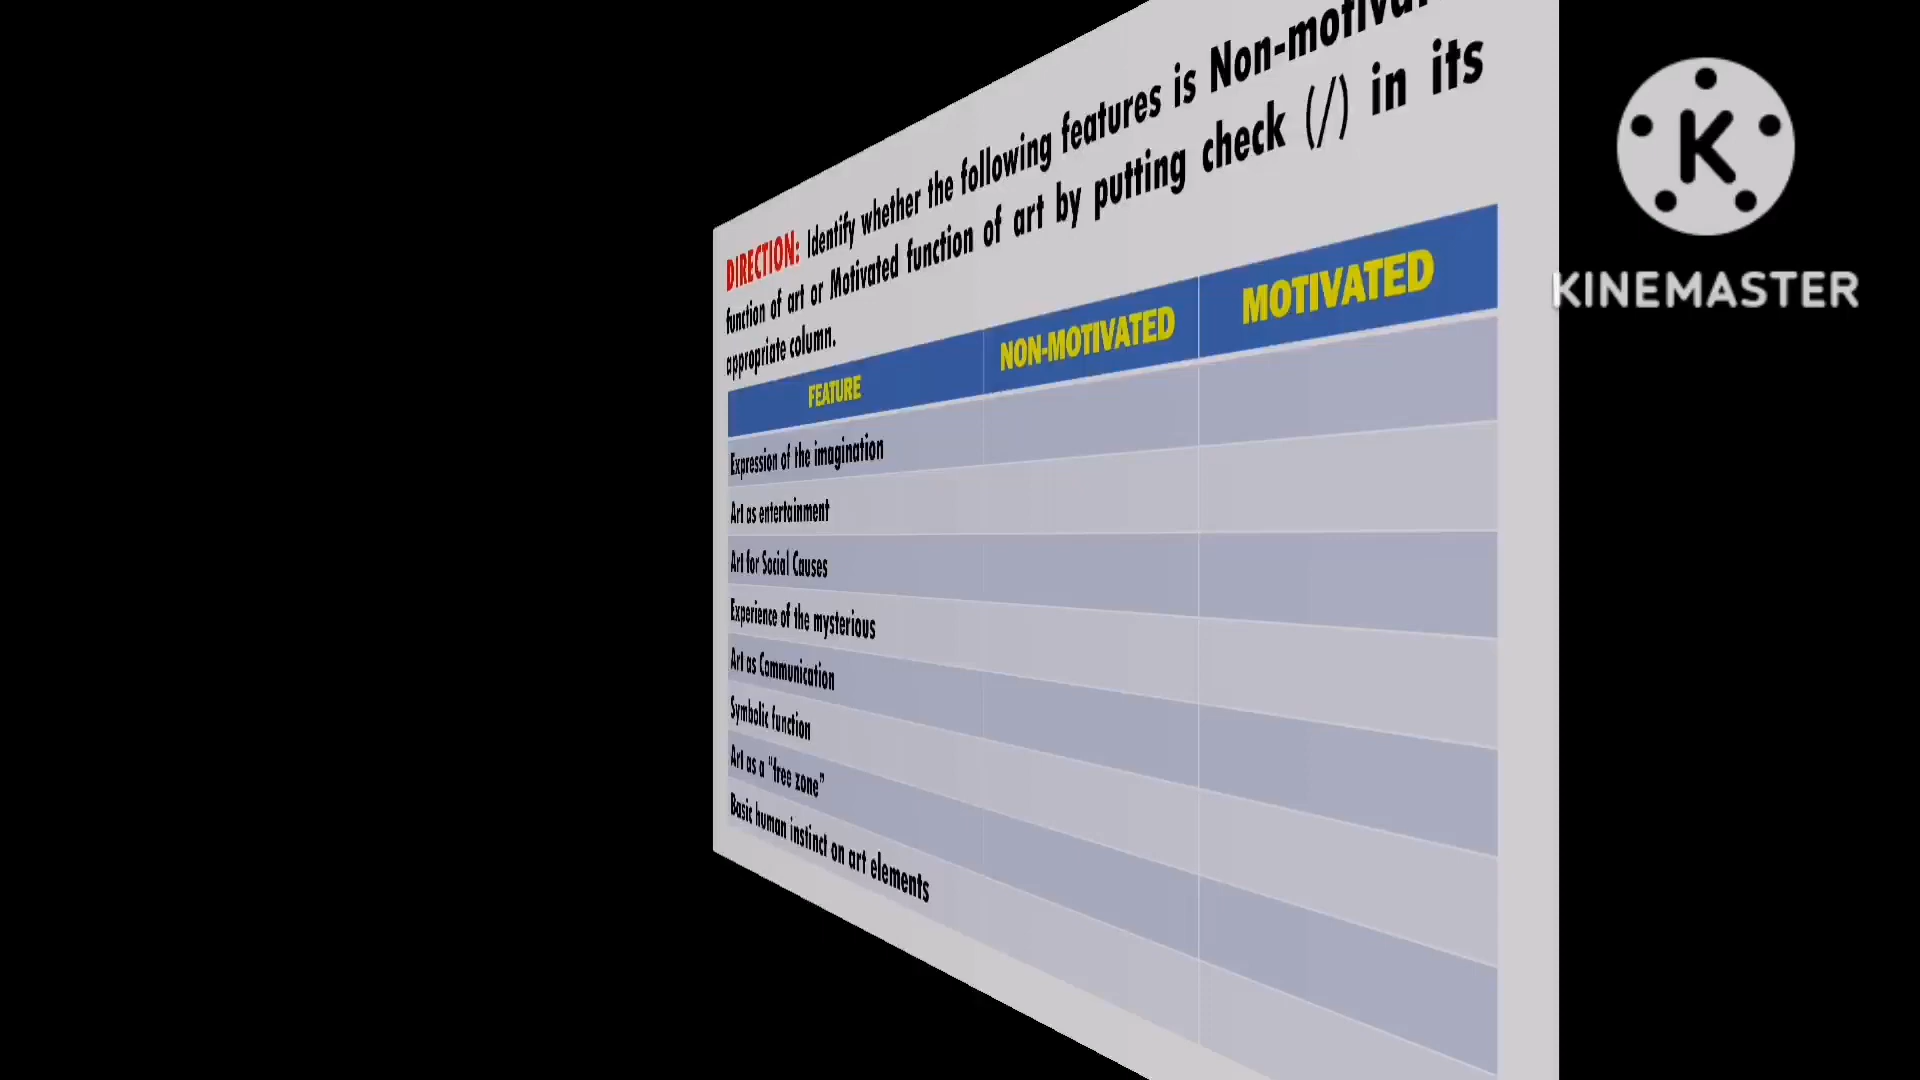 DIRECTION: Identify whether the following features is
function of art or Motivated function of art by putting check (/) in its
appropriate column.
FEATURE NON-MOTIVATED MOTIVATED
Expression of the imagination
Art as entertainment
Art for Social Causes
Experience of the mysterious
Art as Communication
Symbolic function
Art as a "free zone"
Basic human instinct on art elements
K
KINEMASTER